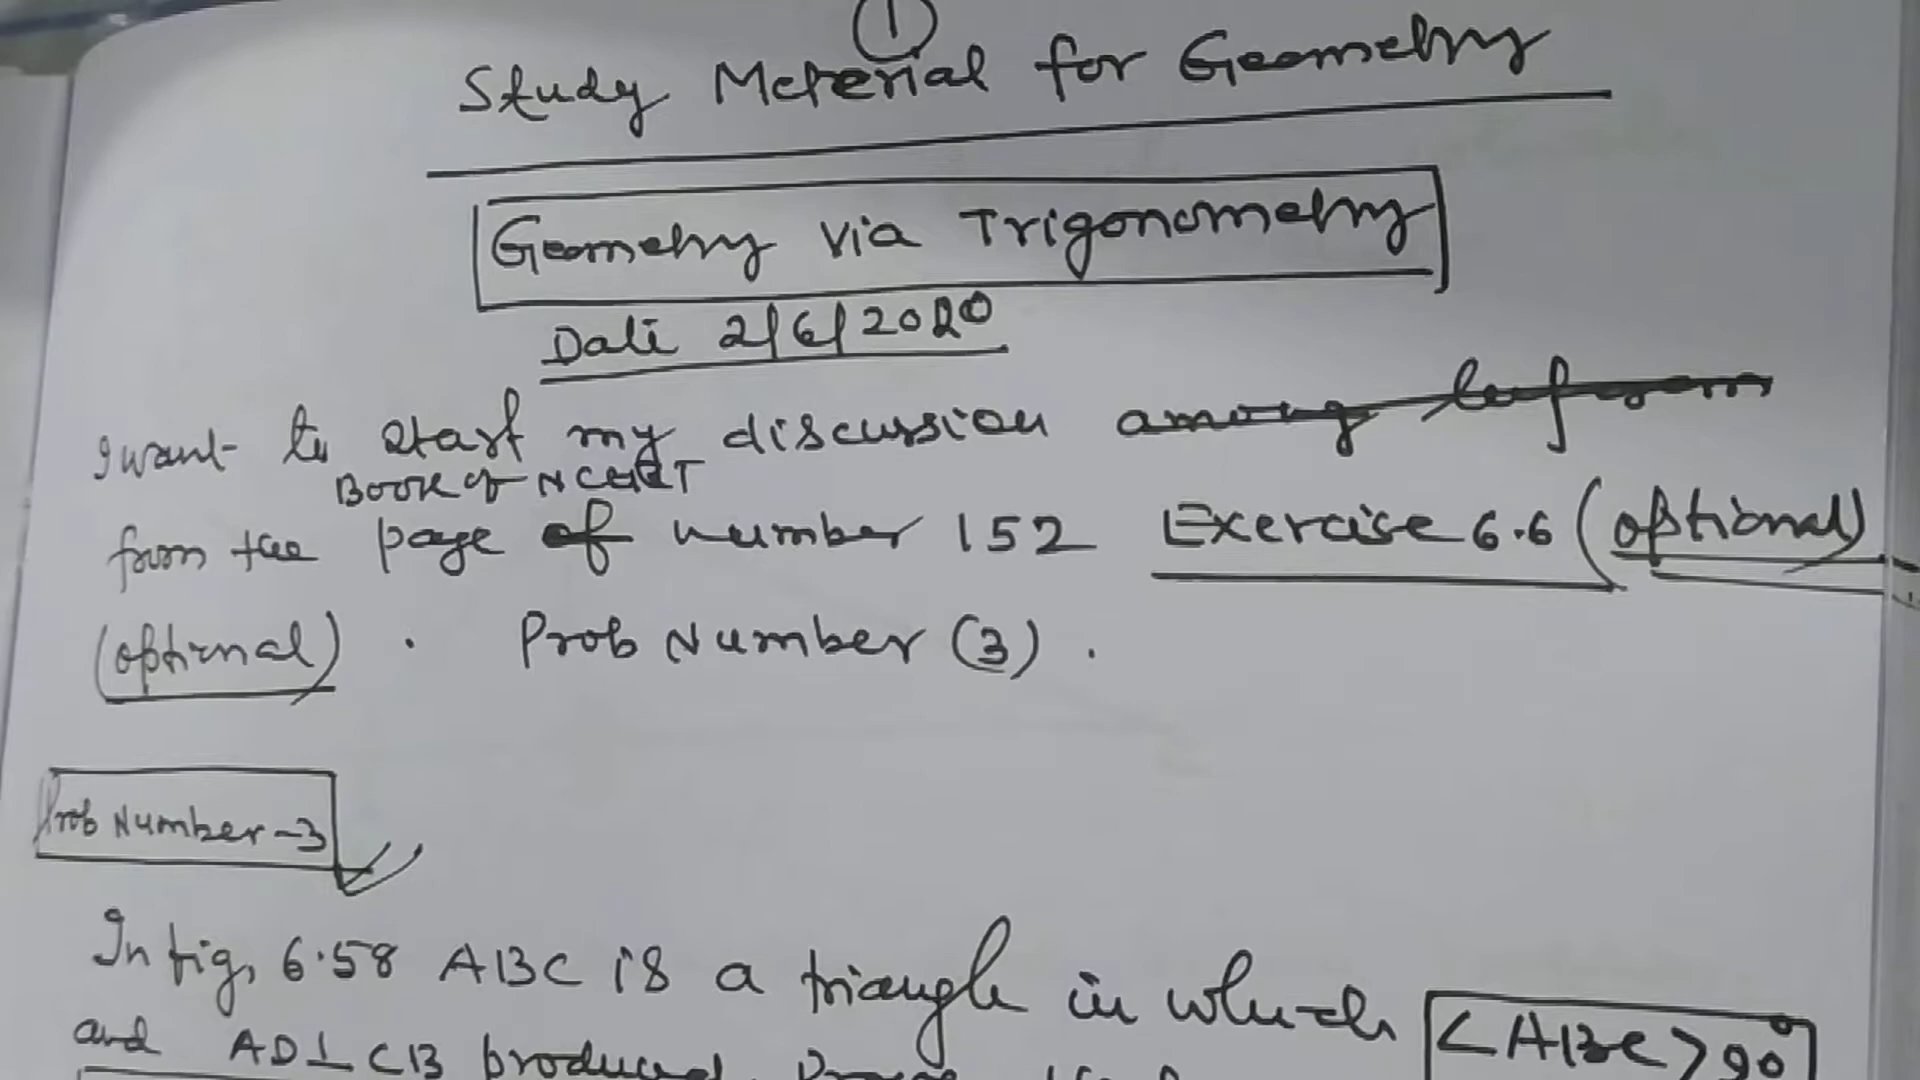 1
Study Meterial for Geometry
Geometry via Trigonometry
Date 2/6/2020
I want to start my discussion among
Book of NCERT
from the page of number 152 Exercise 6.6 (optional)
(optional) . Prob Number (3) .
Prob Number -3
In fig, 6.58 ABC is a triangle in which <ABC > 90°
and AD⊥CB produced.